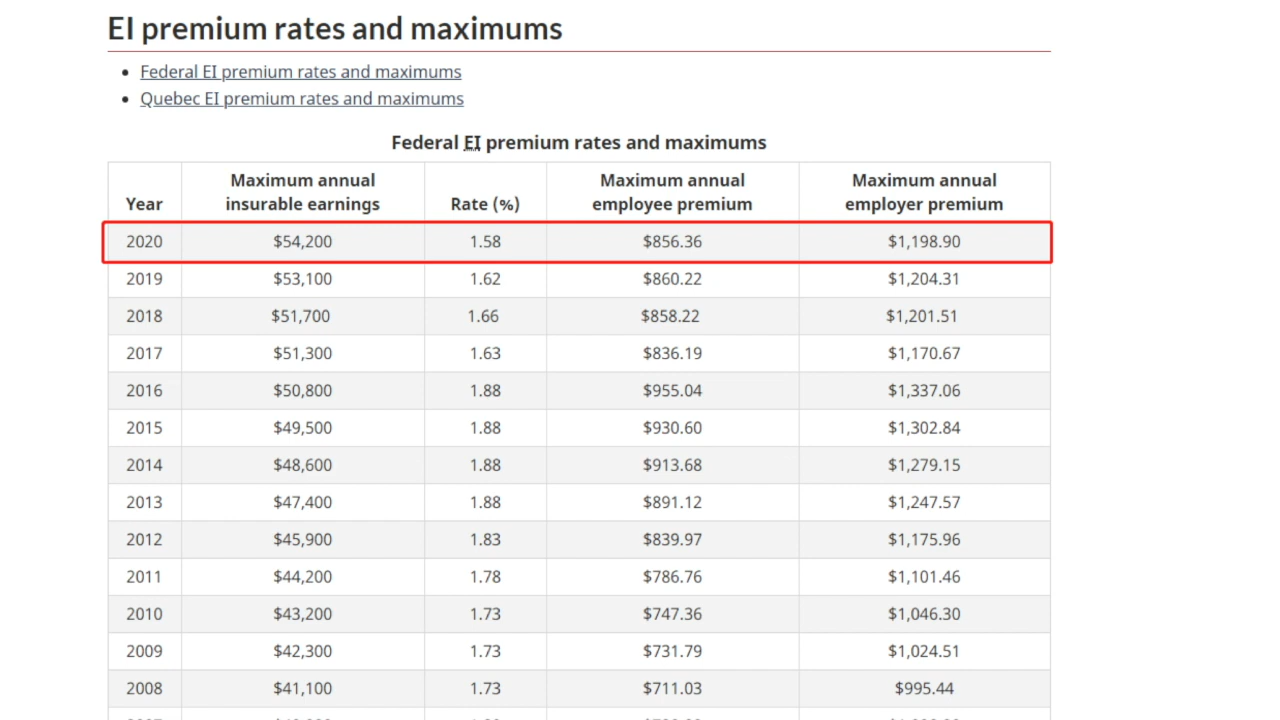 EI premium rates and maximums
Federal EI premium rates and maximums
Quebec EI premium rates and maximums
Federal EI premium rates and maximums
Year Maximum annual insurable earnings Rate (%) Maximum annual employee premium Maximum annual employer premium
2020 $54,200 1.58 $856.36 $1,198.90
2019 $53,100 1.62 $860.22 $1,204.31
2018 $51,700 1.66 $858.22 $1,201.51
2017 $51,300 1.63 $836.19 $1,170.67
2016 $50,800 1.88 $955.04 $1,337.06
2015 $49,500 1.88 $930.60 $1,302.84
2014 $48,600 1.88 $913.68 $1,279.15
2013 $47,400 1.88 $891.12 $1,247.57
2012 $45,900 1.83 $839.97 $1,175.96
2011 $44,200 1.78 $786.76 $1,101.46
2010 $43,200 1.73 $747.36 $1,046.30
2009 $42,300 1.73 $731.79 $1,024.51
2008 $41,100 1.73 $711.03 $995.44